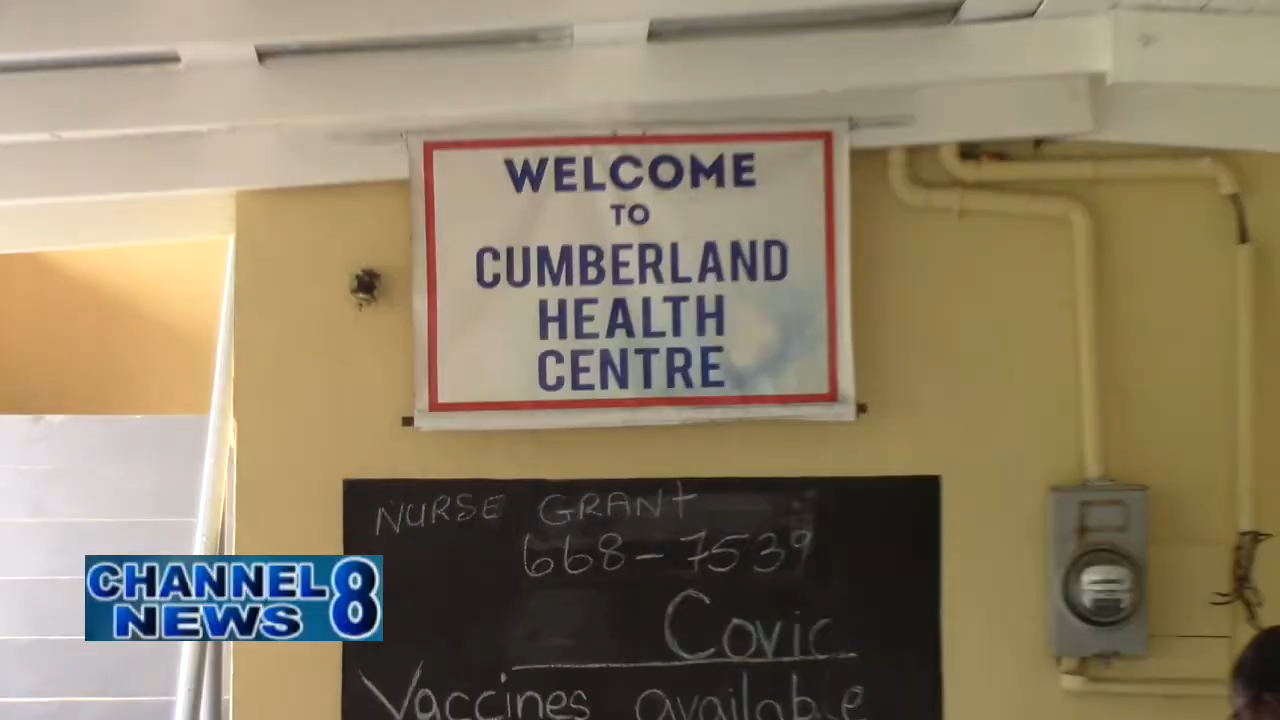 WELCOME
TO
CUMBERLAND
HEALTH
CENTRE
NURSE GRANT
668-7539
Covic
Vaccines available
CHANNEL 8
NEWS